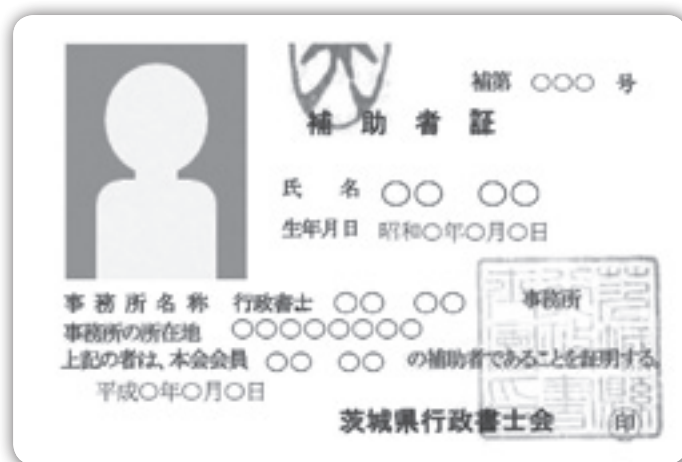 補第 ○○○ 号
補助者証
氏 名 ○○ ○○
生年月日 昭和○年○月○日
事務所名称 行政書士 ○○ ○○ 事務所
事務所の所在地 ○○○○○○○○
上記の者は、本会会員 ○○ ○○ の補助者であることを証明する。
平成○年○月○日
茨城県行政書士会 ㊞